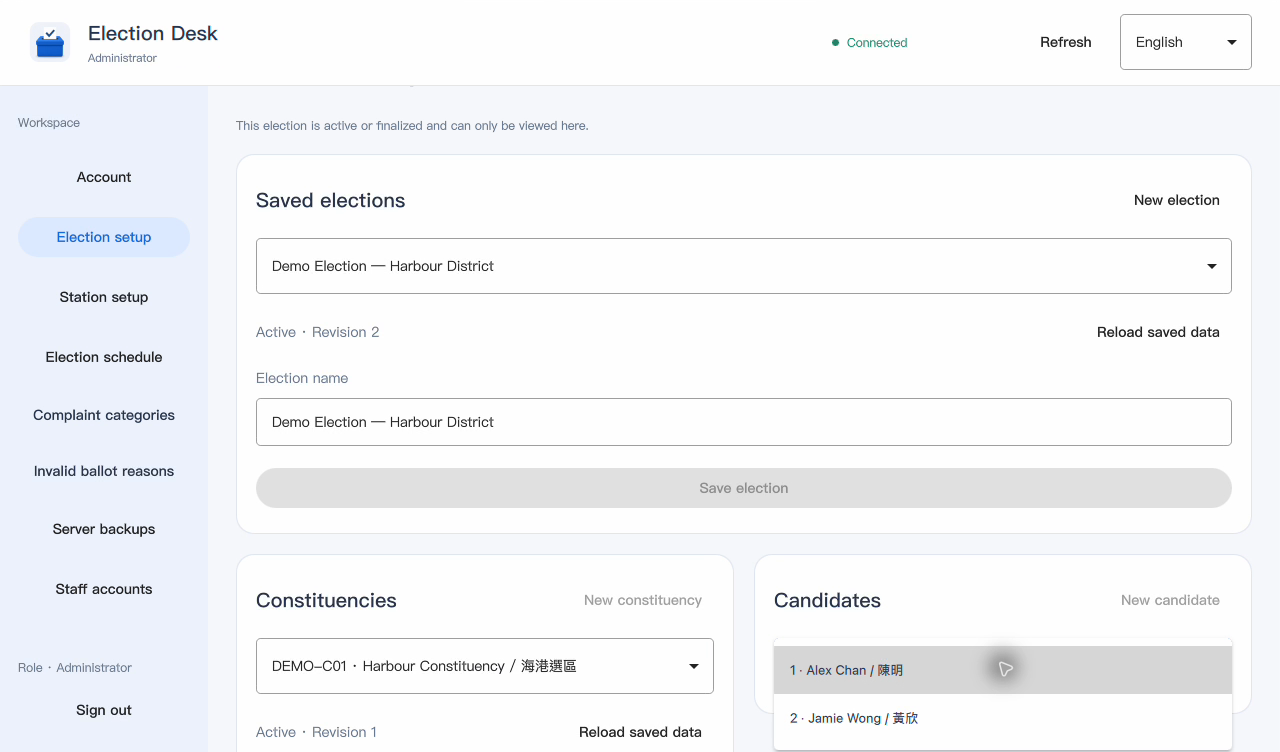 Election Desk
Administrator
Connected
Refresh
English
Workspace
Account
Election setup
Station setup
Election schedule
Complaint categories
Invalid ballot reasons
Server backups
Staff accounts
Role · Administrator
Sign out
This election is active or finalized and can only be viewed here.
Saved elections
New election
Demo Election — Harbour District
Active · Revision 2
Reload saved data
Election name
Demo Election — Harbour District
Save election
Constituencies
New constituency
DEMO-C01 · Harbour Constituency / 海港選區
Active · Revision 1
Reload saved data
Candidates
New candidate
1 · Alex Chan / 陳明
2 · Jamie Wong / 黃欣